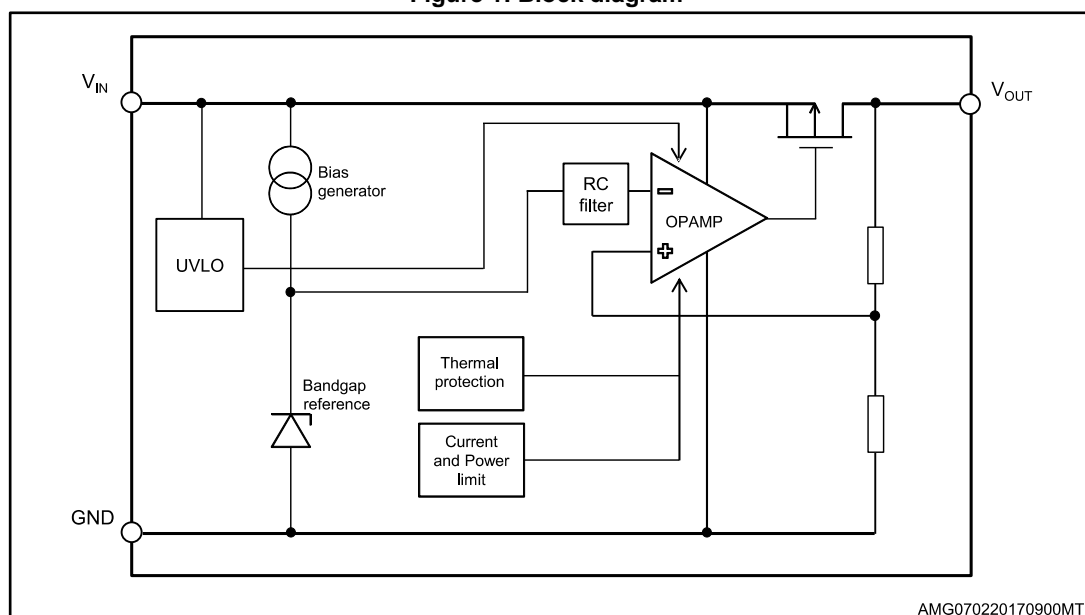 Figure 1. Block diagram
V_IN
V_OUT
Bias
generator
RC
filter
OPAMP
UVLO
Thermal
protection
Bandgap
reference
Current
and Power
limit
GND
AMG070220170900MT